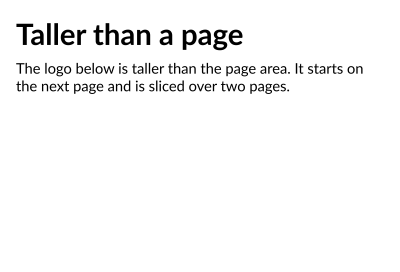 Taller than a page
The logo below is taller than the page area. It starts on
the next page and is sliced over two pages.